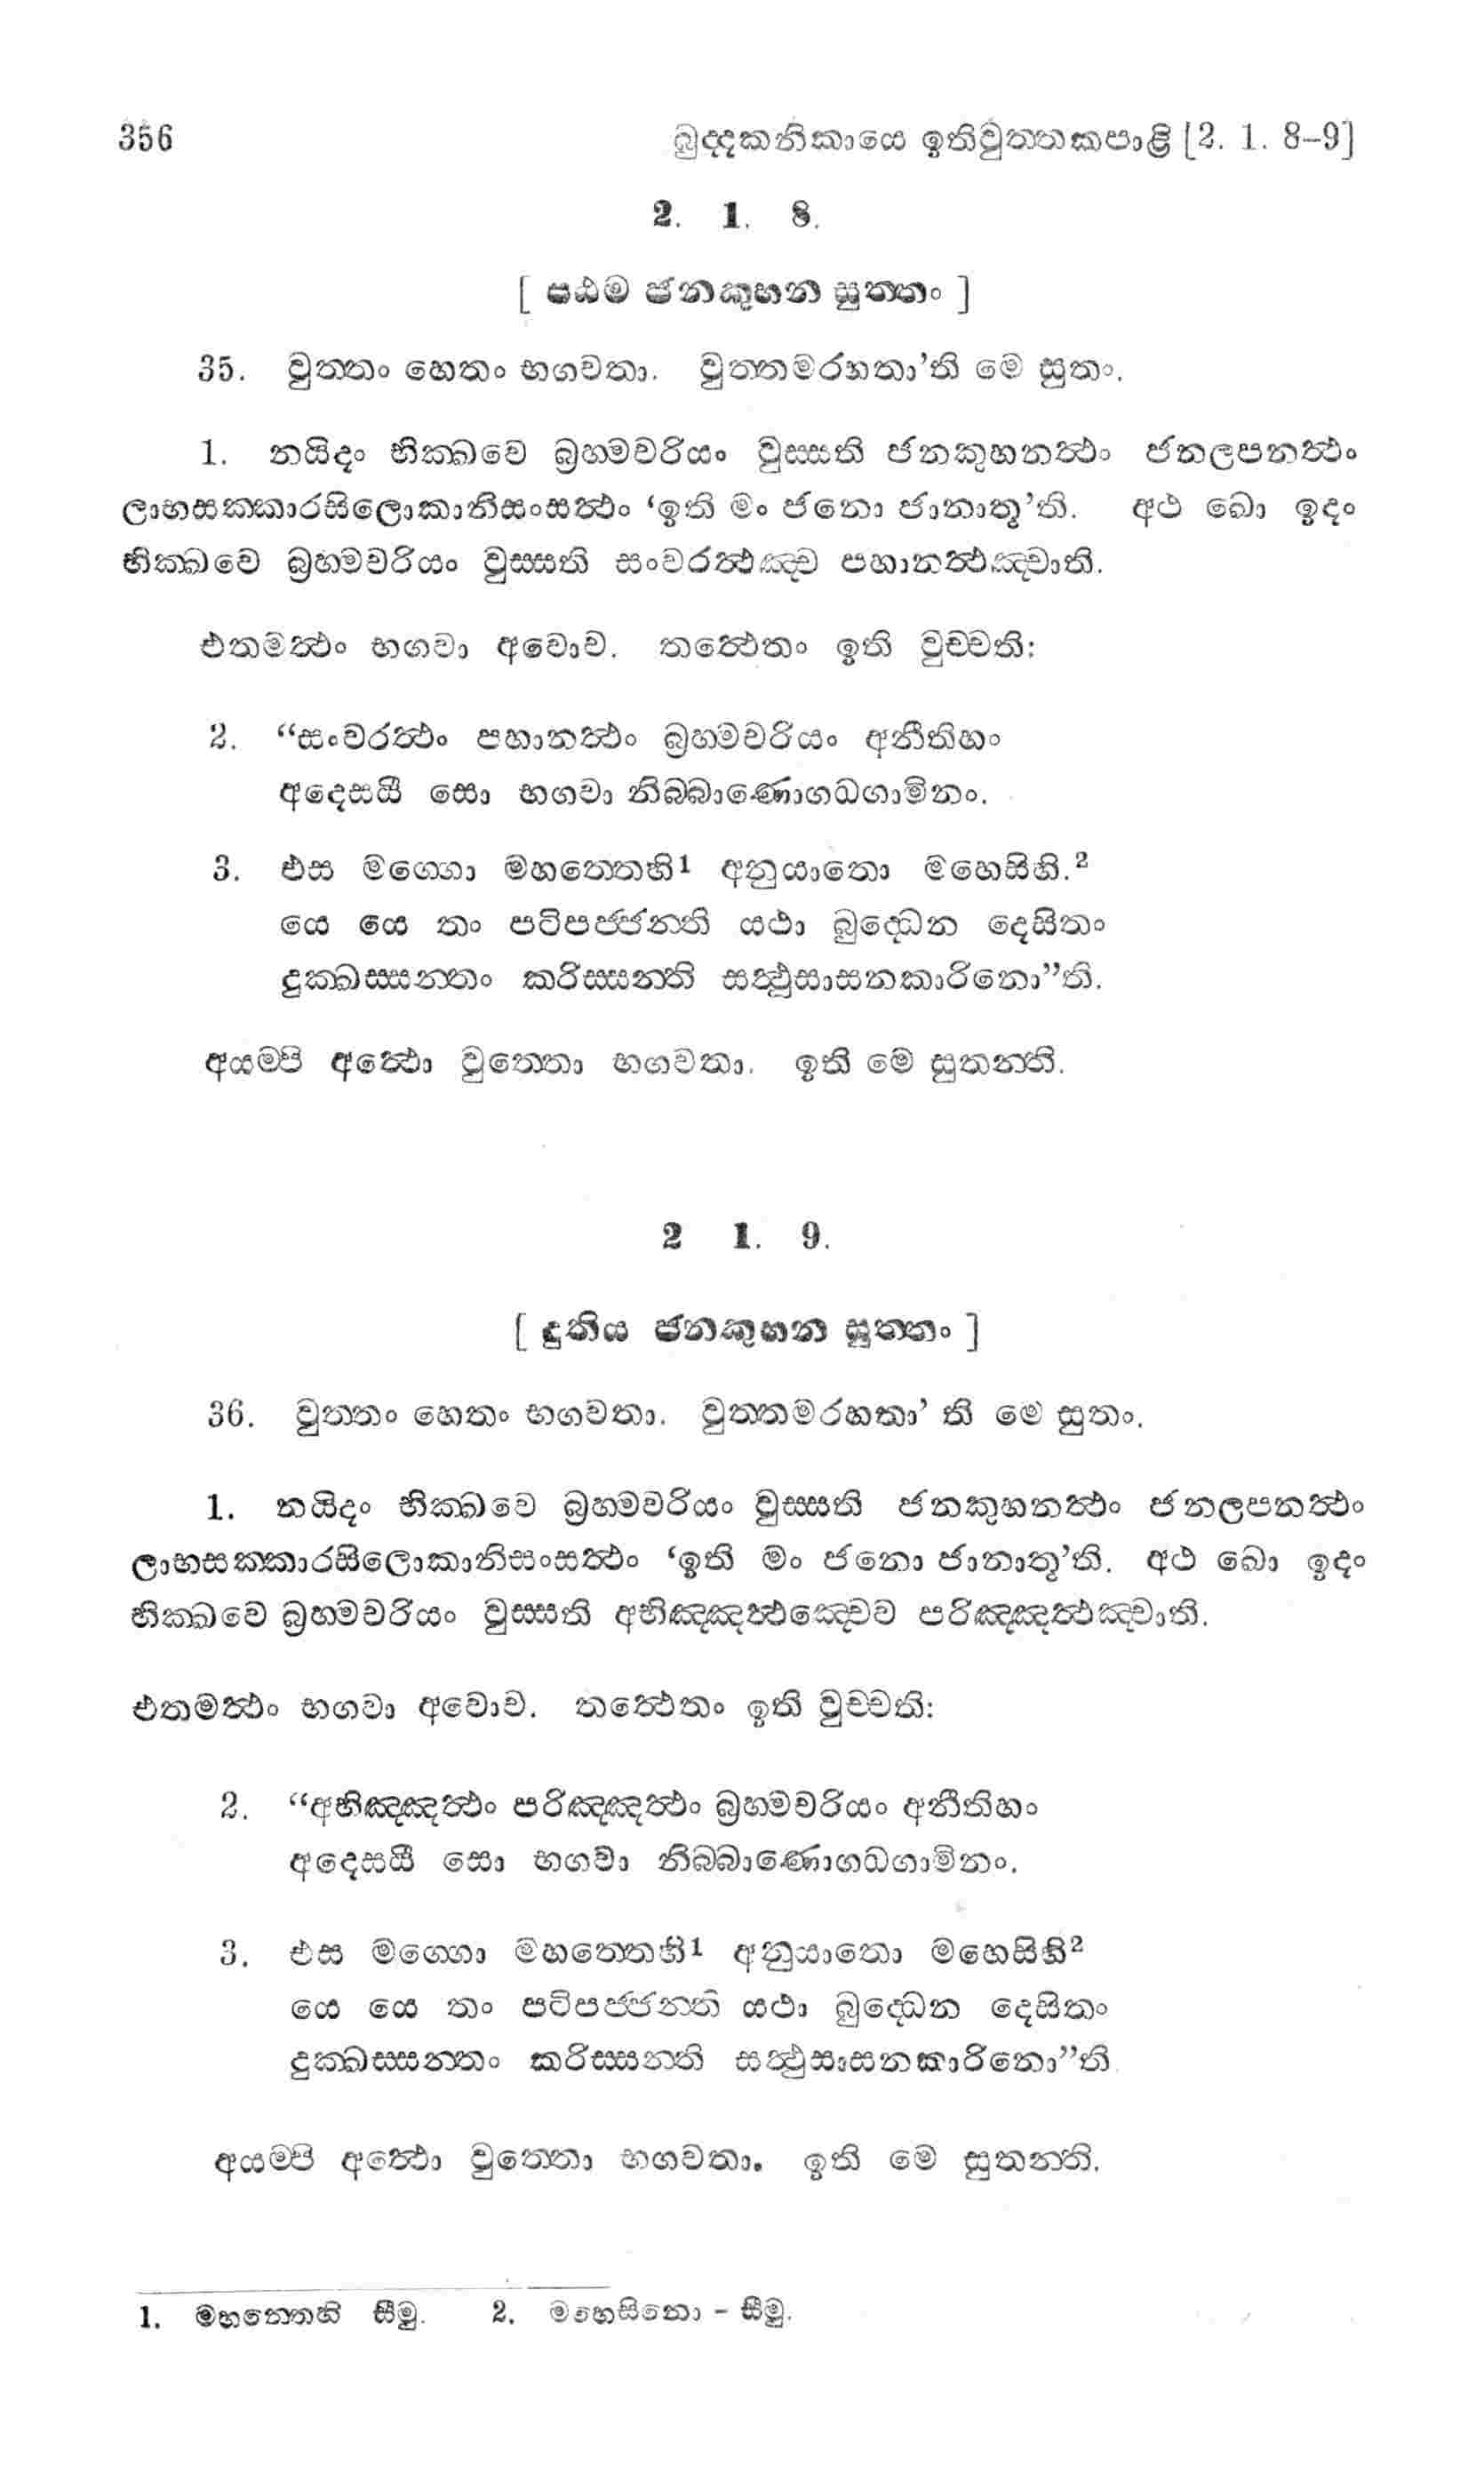 356 ඛුද්දකනිකායෙ ඉතිවුත්තකපාළි [2. 1. 8–9]
2. 1. 8.
[ පඨම ජනකුහන සුත්තං ]
35. වුත්තං හෙතං භගවතා. වුත්තමරහතා’ති මෙ සුතං.
1. නයිදං භික්ඛවෙ බ්‍රහ්මචරියං වුස්සති ජනකුහනත්‍ථං ජනලපනත්‍ථං
ලාභසක්කාරසිලොකානිසංසත්‍ථං ‘ඉති මං ජනො ජානාතූ’ති. අථ ඛො ඉදං
භික්ඛවෙ බ්‍රහ්මචරියං වුස්සති සංවරත්‍ථඤ්ච පහානත්‍ථඤ්චාති.
එතමත්‍ථං භගවා අවොච. තත්‍ථෙතං ඉති වුච්චති:
2. “සංවරත්‍ථං පහානත්‍ථං බ්‍රහ්මචරියං අනීතිහං
අදෙසයී සො භගවා නිබ්බාණොගධගාමිනං.
3. එස මග්ගො මහත්තෙභි1 අනුයාතො මහෙසිභි.2
යෙ යෙ තං පටිපජ්ජන්ති යථා බුද්ධෙන දෙසිතං
දුක්ඛස්සන්තං කරිස්සන්ති සත්‍ථුසාසනකාරිනො”ති.
අයම්පි අත්‍ථො වුත්තො භගවතා. ඉති මෙ සුතන්ති.
2 1. 9.
[ දුතිය ජනකුහන සුත්තං ]
36. වුත්තං හෙතං භගවතා. වුත්තමරහතා’ ති මෙ සුතං.
1. නයිදං භික්ඛවෙ බ්‍රහ්මචරියං වුස්සති ජනකුහනත්‍ථං ජනලපනත්‍ථං
ලාභසක්කාරසිලොකානිසංසත්‍ථං ‘ඉති මං ජනො ජානාතූ’ති. අථ ඛො ඉදං
භික්ඛවෙ බ්‍රහ්මචරියං වුස්සති අභිඤ්ඤත්‍ථඤ්චෙව පරිඤ්ඤත්‍ථඤ්චාති.
එතමත්‍ථං භගවා අවොච. තත්‍ථෙතං ඉති වුච්චති:
2. “අභිඤ්ඤත්‍ථං පරිඤ්ඤත්‍ථං බ්‍රහ්මචරියං අනීතිහං
අදෙසයී සො භගවා නිබ්බාණොගධගාමිනං.
3. එස මග්ගො මහත්තෙභි1 අනුයාතො මහෙසිභි2
යෙ යෙ තං පටිපජ්ජන්ති යථා බුද්ධෙන දෙසිතං
දුක්ඛස්සන්තං කරිස්සන්ති සත්‍ථුසාසනකාරිනො”ති.
අයම්පි අත්‍ථො වුත්තො භගවතා. ඉති මෙ සුතන්ති.
1. මහත්තෙහි සීමු. 2. මහෙසිනො – සීමු.